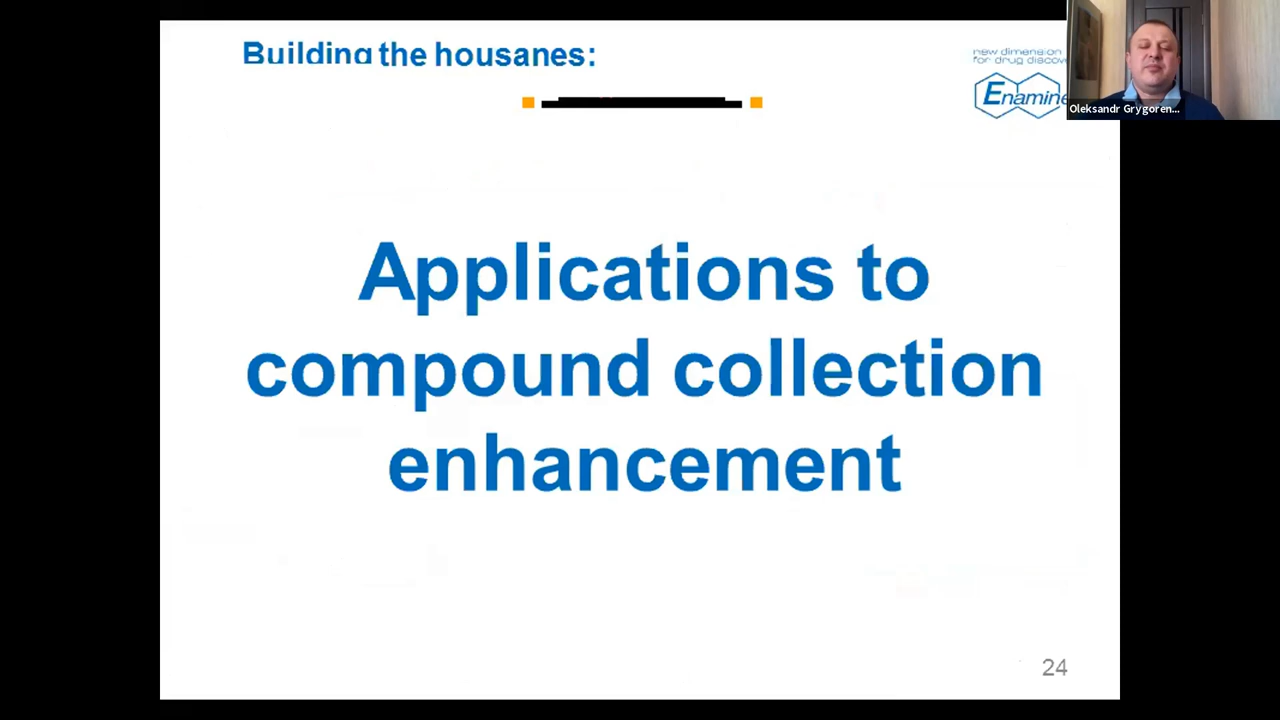 Building the housanes:
new dimension
for drug discov
Enamine
Oleksandr Grygoren...
Applications to
compound collection
enhancement
24